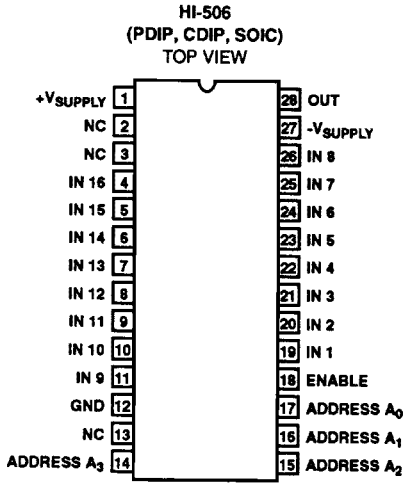 HI-506
(PDIP, CDIP, SOIC)
TOP VIEW
+VSUPPLY 1 28 OUT
NC 2 27 -VSUPPLY
NC 3 26 IN 8
IN 16 4 25 IN 7
IN 15 5 24 IN 6
IN 14 6 23 IN 5
IN 13 7 22 IN 4
IN 12 8 21 IN 3
IN 11 9 20 IN 2
IN 10 10 19 IN 1
IN 9 11 18 ENABLE
GND 12 17 ADDRESS A0
NC 13 16 ADDRESS A1
ADDRESS A3 14 15 ADDRESS A2